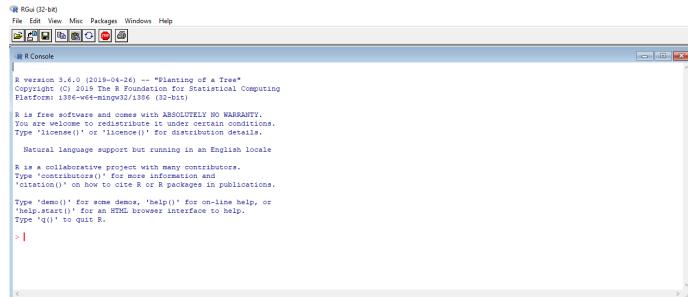 RGui (32-bit)
File Edit View Misc Packages Windows Help
STOP
R Console
R version 3.6.0 (2019-04-26) -- "Planting of a Tree"
Copyright (C) 2019 The R Foundation for Statistical Computing
Platform: i386-w64-mingw32/i386 (32-bit)
R is free software and comes with ABSOLUTELY NO WARRANTY.
You are welcome to redistribute it under certain conditions.
Type 'license()' or 'licence()' for distribution details.
Natural language support but running in an English locale
R is a collaborative project with many contributors.
Type 'contributors()' for more information and
'citation()' on how to cite R or R packages in publications.
Type 'demo()' for some demos, 'help()' for on-line help, or
'help.start()' for an HTML browser interface to help.
Type 'q()' to quit R.
>